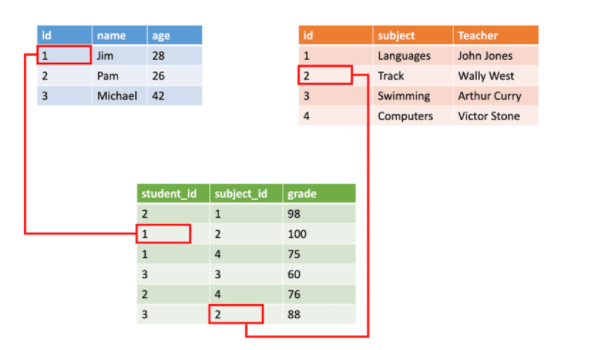 id name age
1 Jim 28
2 Pam 26
3 Michael 42
id subject Teacher
1 Languages John Jones
2 Track Wally West
3 Swimming Arthur Curry
4 Computers Victor Stone
student_id subject_id grade
2 1 98
1 2 100
1 4 75
3 3 60
2 4 76
3 2 88